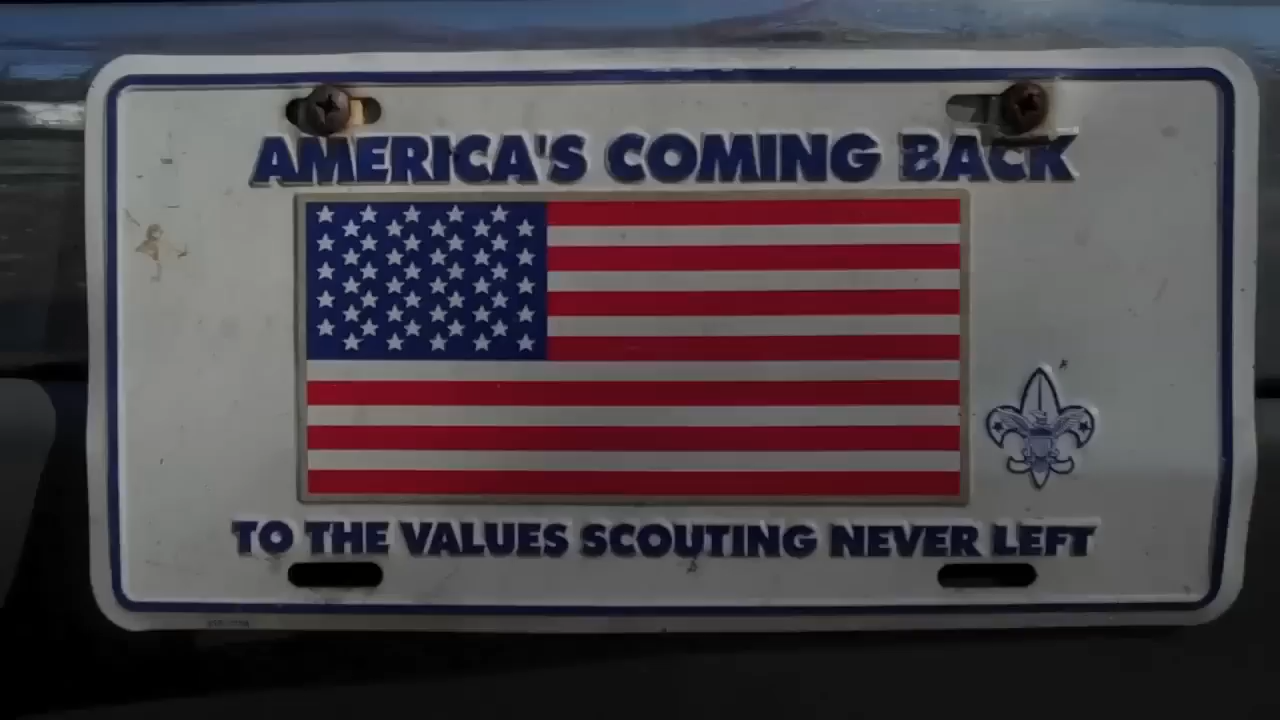 AMERICA'S COMING BACK
TO THE VALUES SCOUTING NEVER LEFT